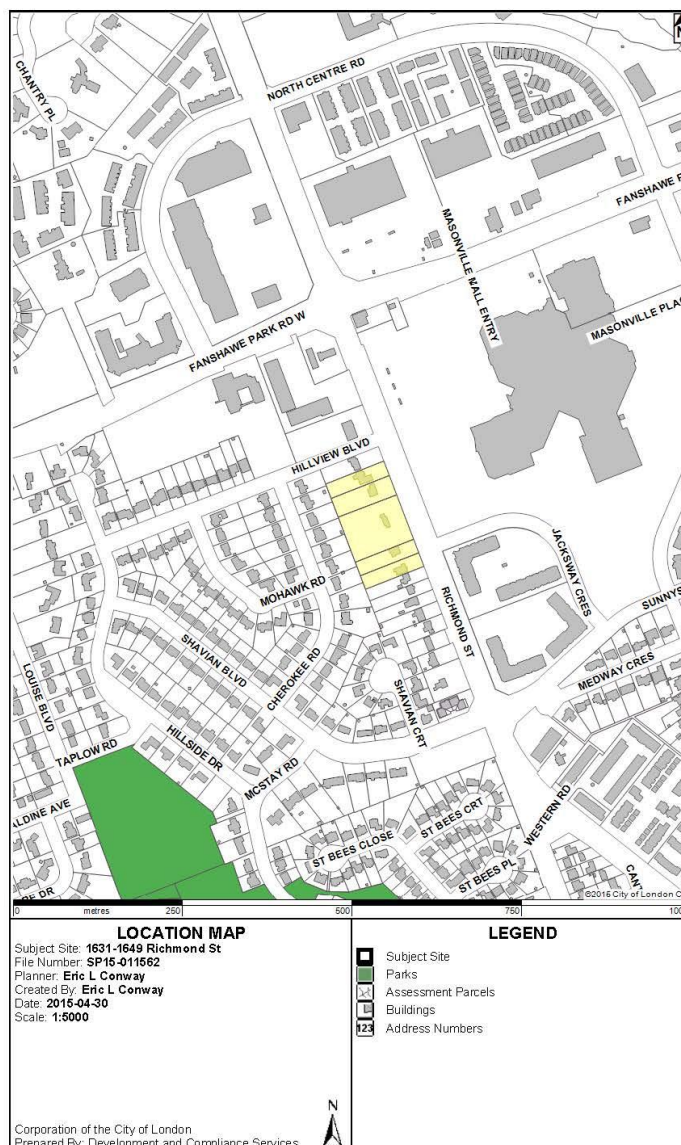 CHANTRY PL
NORTH CENTRE RD
FANSHAWE P
MASONVILLE MALL ENTRY
MASONVILLE PLAC
FANSHAWE PARK RD W
HILLVIEW BLVD
JACKSWAY CRES
MOHAWK RD
RICHMOND ST
SUNNYS
SHAVIAN BLVD
CHEROKEE RD
MEDWAY CRES
LOUISE BLVD
SHAVIAN CRT
TAPLOW RD
HILLSIDE DR
MCSTAY RD
ALDINE AVE
ST BEES CRT
WESTERN RD
ST BEES CLOSE
ST BEES PL
RE DR
CANT
©2015 City of London C
0 metres 250 500 750 100
LOCATION MAP
Subject Site: 1631-1649 Richmond St
File Number: SP15-011562
Planner: Eric L Conway
Created By: Eric L Conway
Date: 2015-04-30
Scale: 1:5000
N
Corporation of the City of London
Prepared By: Development and Compliance Services
LEGEND
Subject Site
Parks
Assessment Parcels
Buildings
123 Address Numbers